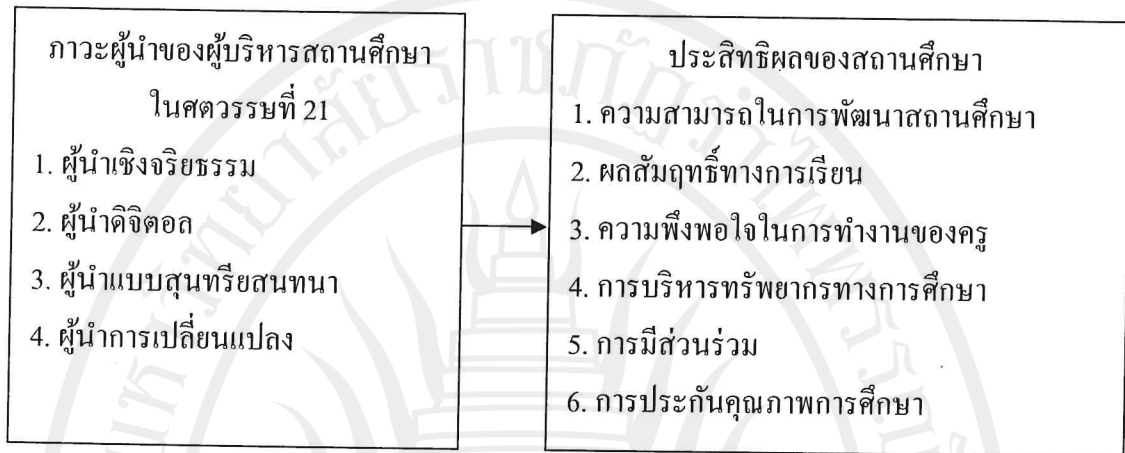 ภาวะผู้นำของผู้บริหารสถานศึกษา
ในศตวรรษที่ 21
1. ผู้นำเชิงจริยธรรม
2. ผู้นำดิจิตอล
3. ผู้นำแบบสุนทรียสนทนา
4. ผู้นำการเปลี่ยนแปลง
ประสิทธิผลของสถานศึกษา
1. ความสามารถในการพัฒนาสถานศึกษา
2. ผลสัมฤทธิ์ทางการเรียน
3. ความพึงพอใจในการทำงานของครู
4. การบริหารทรัพยากรทางการศึกษา
5. การมีส่วนร่วม
6. การประกันคุณภาพการศึกษา